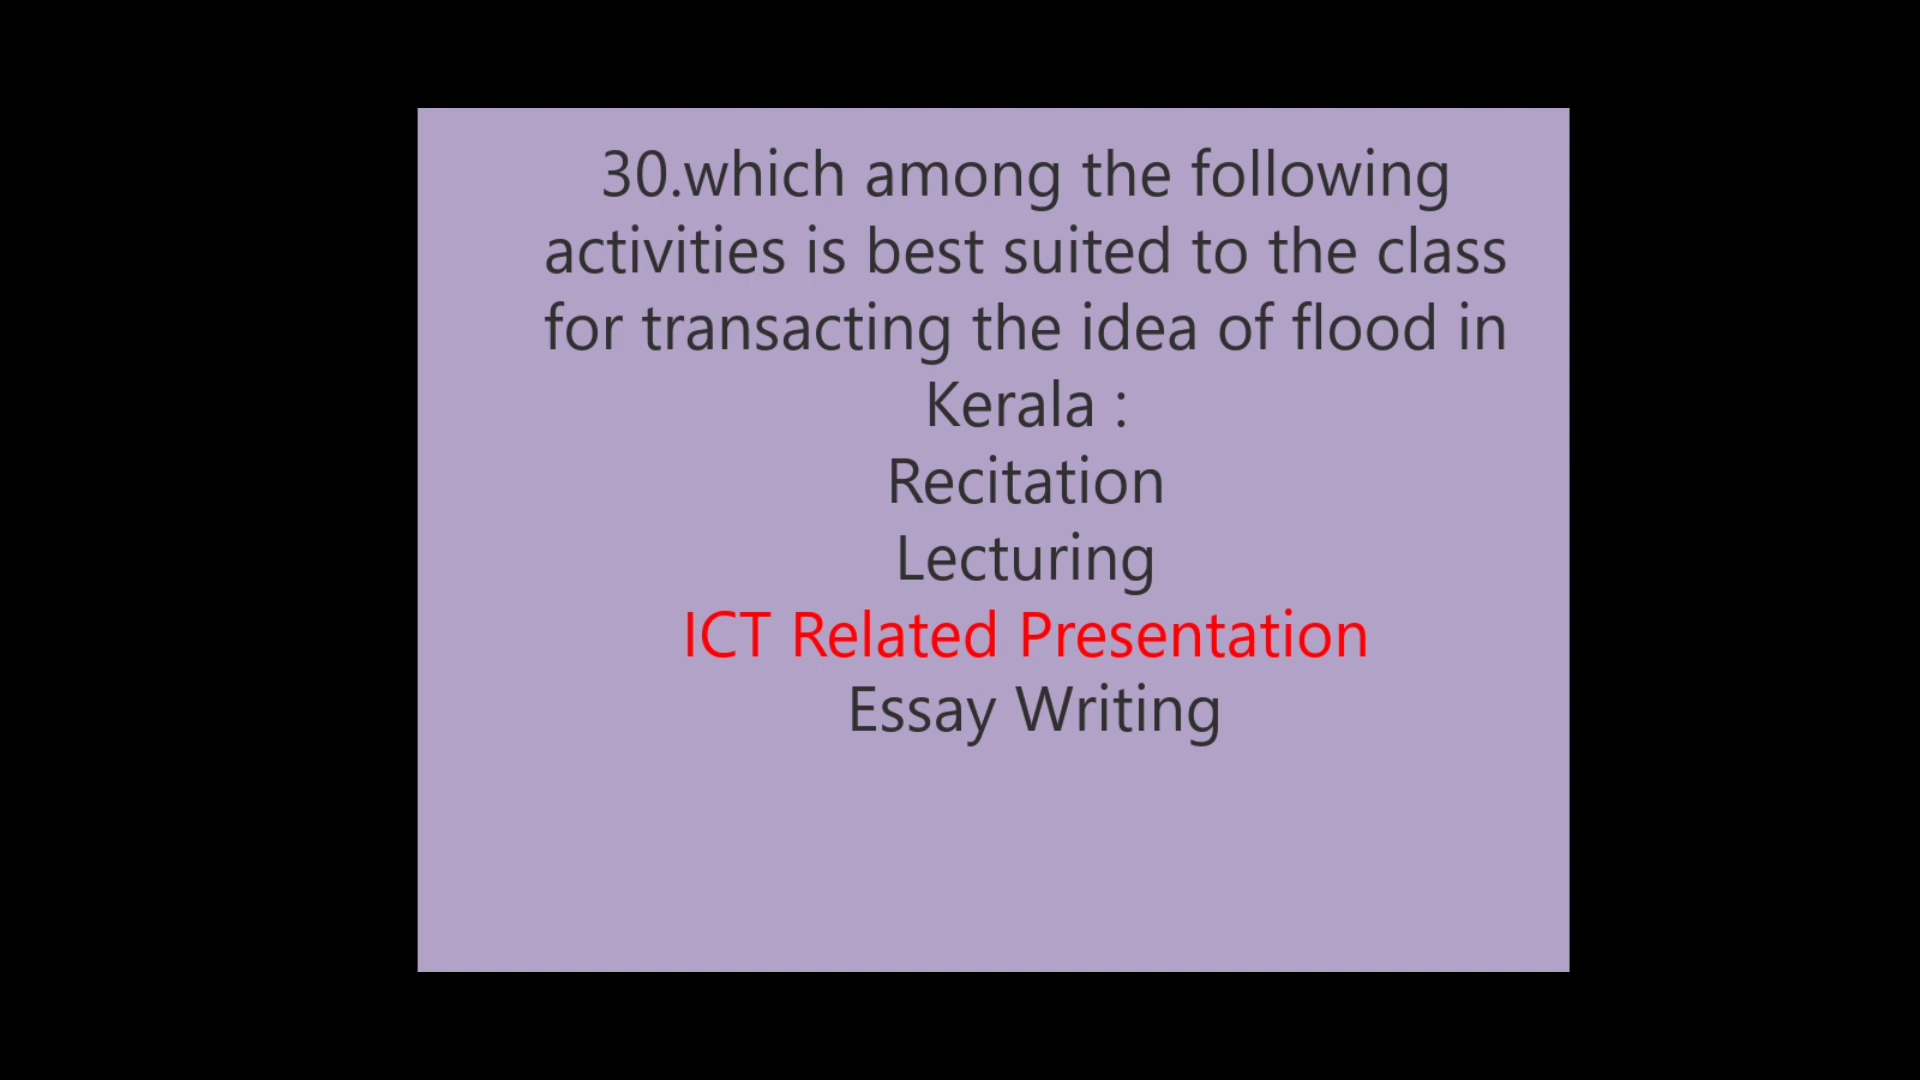 30.which among the following
activities is best suited to the class
for transacting the idea of flood in
Kerala :
Recitation
Lecturing
ICT Related Presentation
Essay Writing